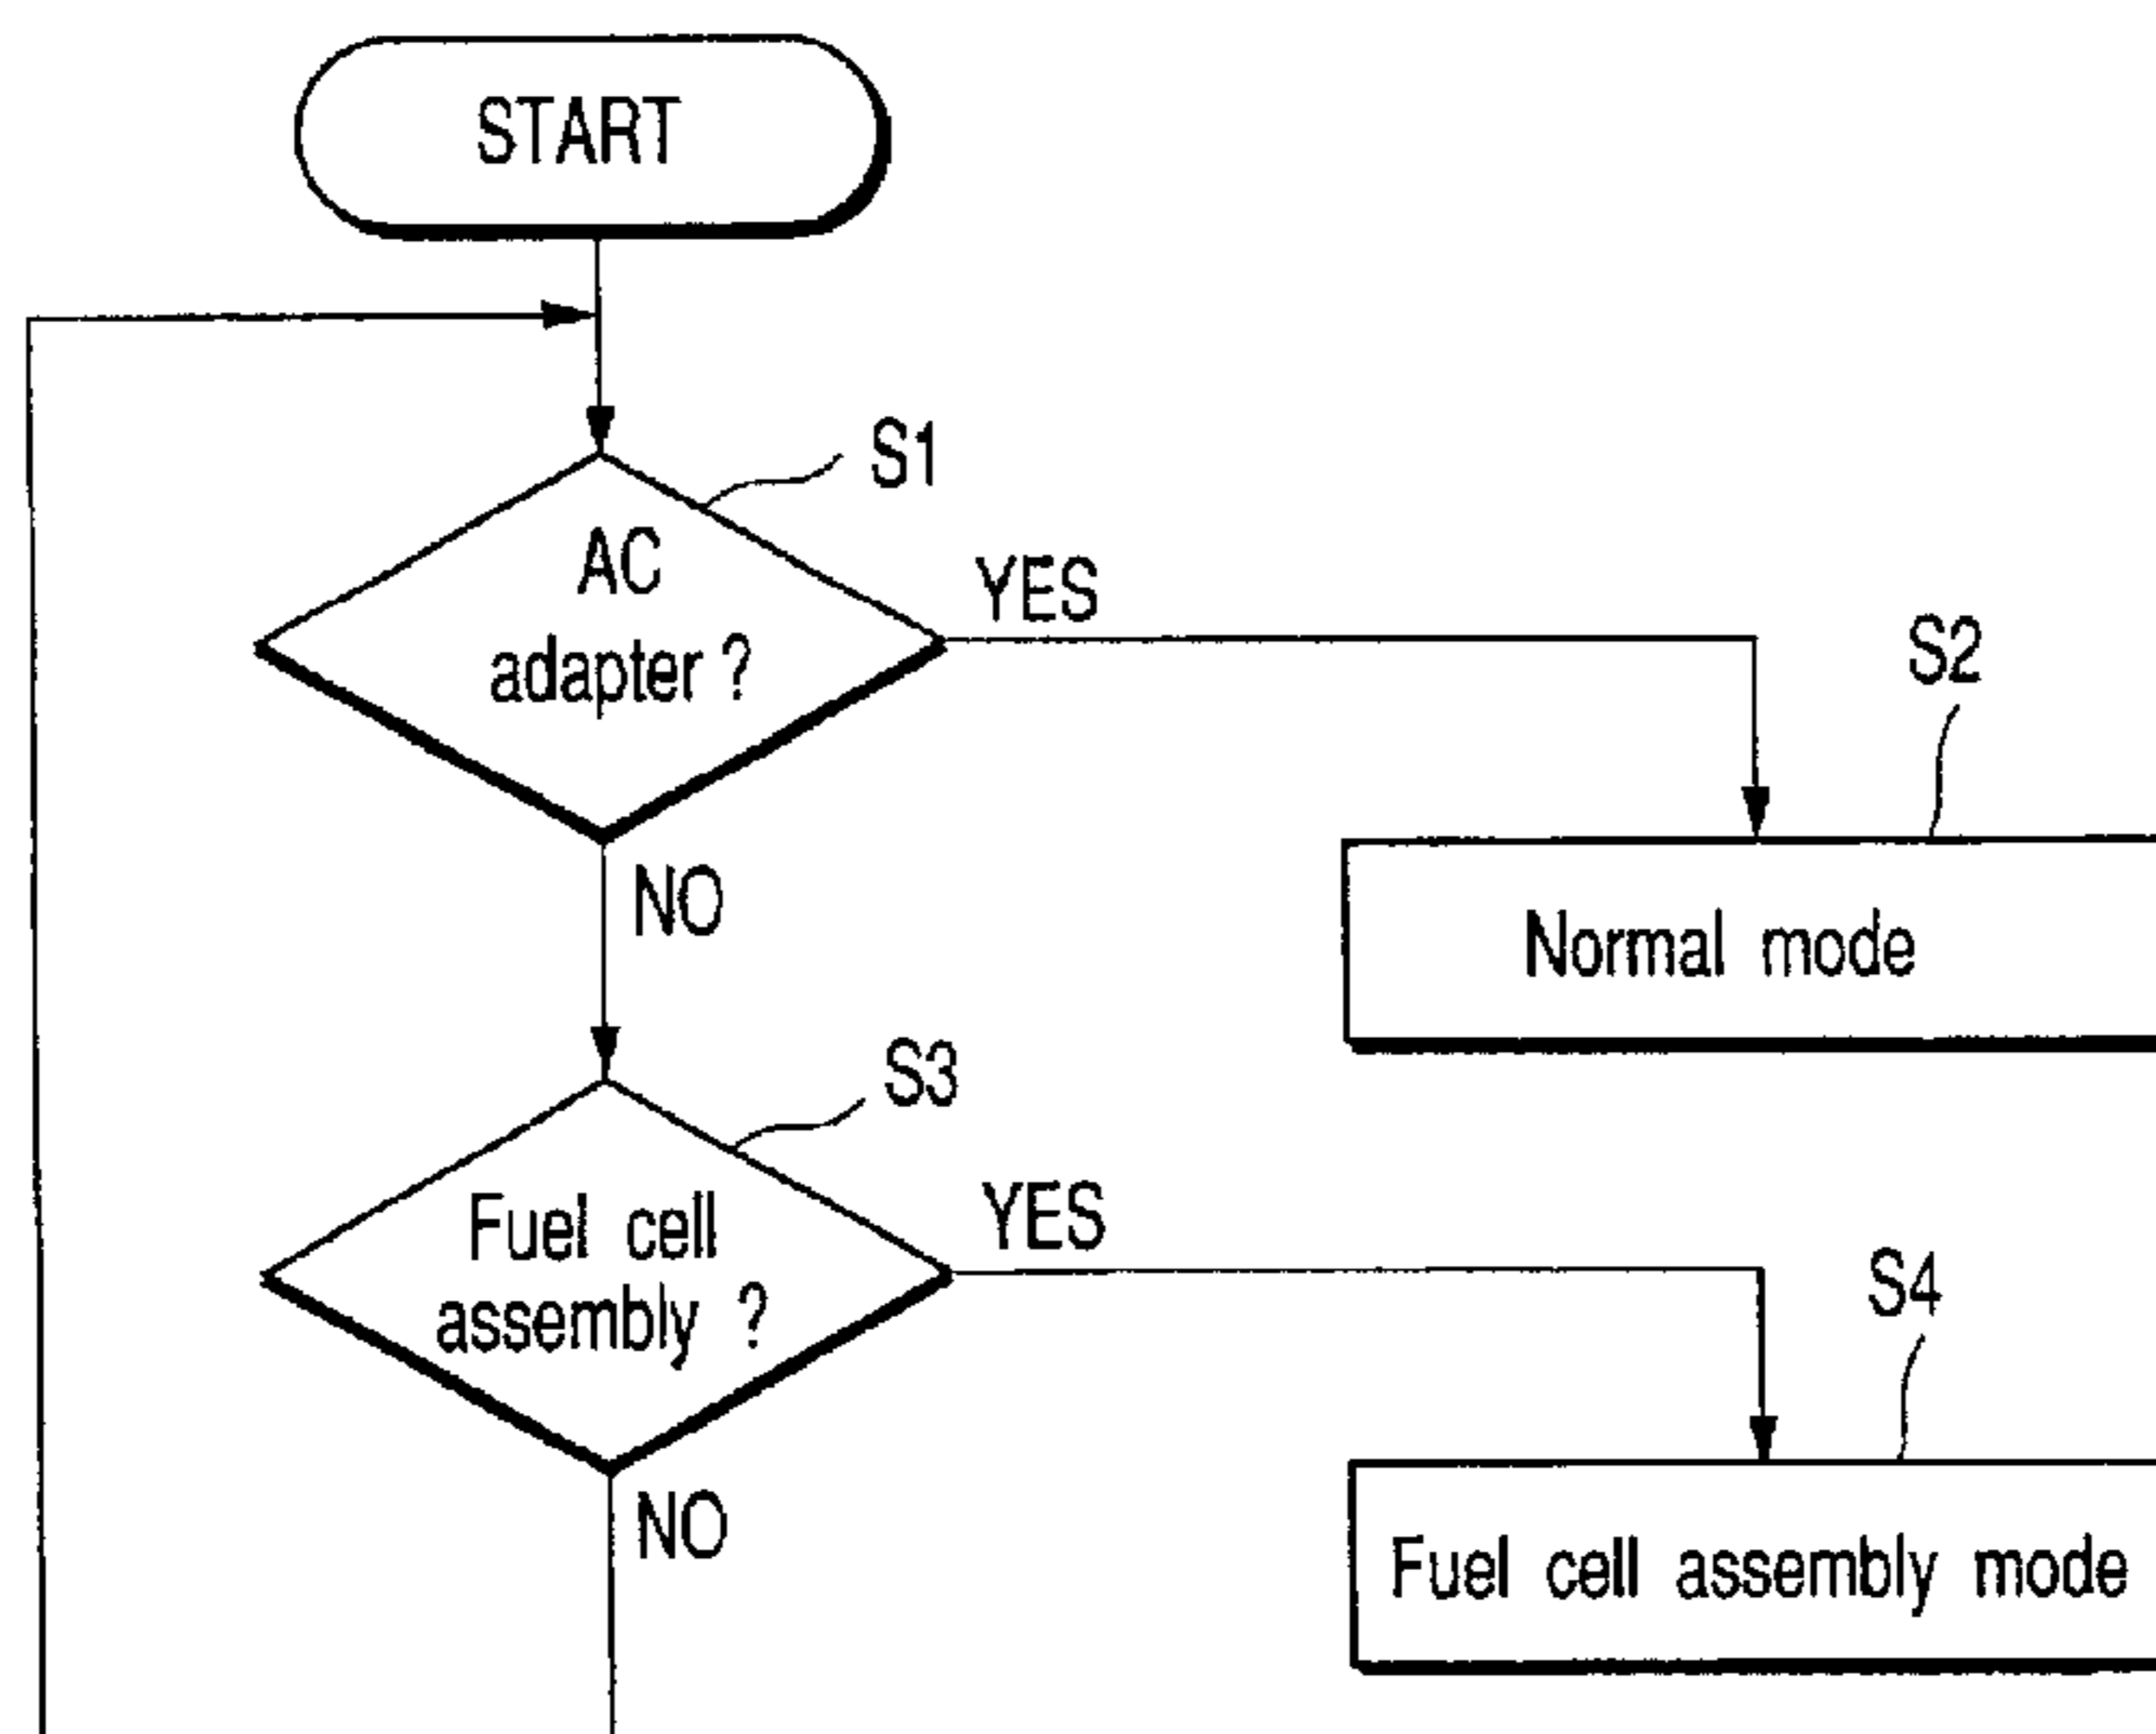 START
S1
AC
adapter ?
YES
S2
NO
Normal mode
S3
Fuel cell
assembly ?
YES
S4
NO
Fuel cell assembly mode